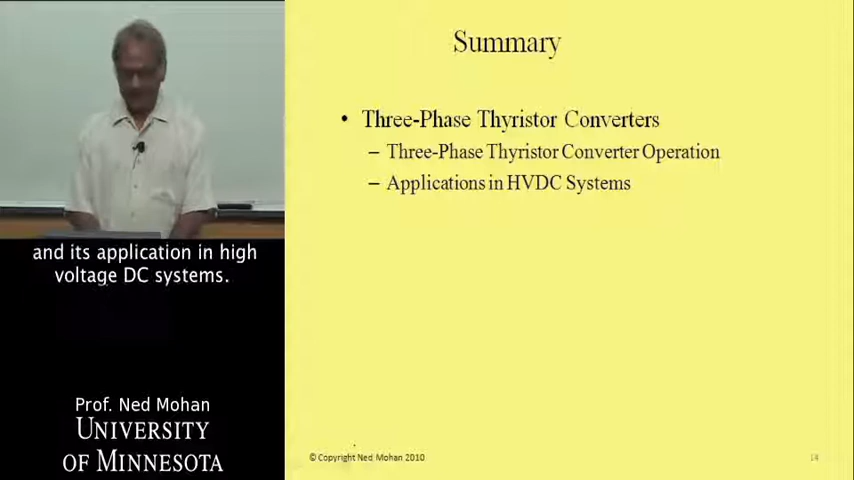 Summary
• Three-Phase Thyristor Converters
– Three-Phase Thyristor Converter Operation
– Applications in HVDC Systems
and its application in high
voltage DC systems.
Prof. Ned Mohan
UNIVERSITY
OF MINNESOTA
© Copyright Ned Mohan 2010
14